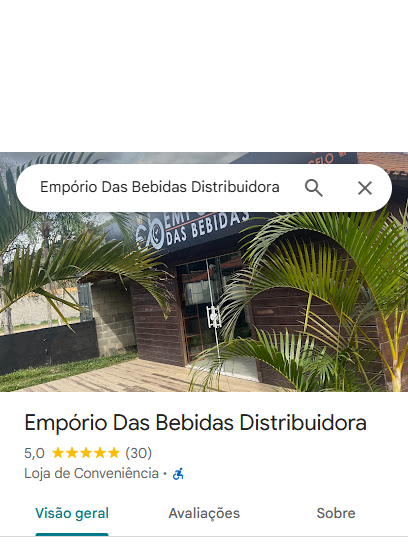 Empório Das Bebidas Distribuidora
GELO
EMP
DAS BEBIDAS
Empório Das Bebidas Distribuidora
5,0 ★★★★★ (30)
Loja de Conveniência ·
Visão geral Avaliações Sobre